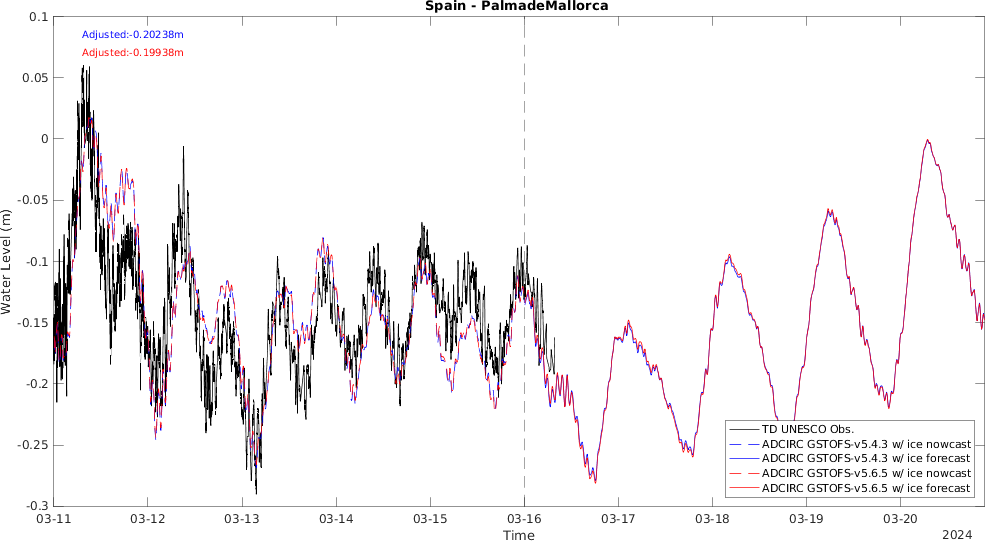 Spain - PalmadeMallorca
Adjusted:-0.20238m
Adjusted:-0.19938m
0.1
0.05
0
-0.05
-0.1
-0.15
-0.2
-0.25
-0.3
Water Level (m)
TD UNESCO Obs.
ADCIRC GSTOFS-v5.4.3 w/ ice nowcast
ADCIRC GSTOFS-v5.4.3 w/ ice forecast
ADCIRC GSTOFS-v5.6.5 w/ ice nowcast
ADCIRC GSTOFS-v5.6.5 w/ ice forecast
03-11 03-12 03-13 03-14 03-15 03-16 03-17 03-18 03-19 03-20
Time
2024